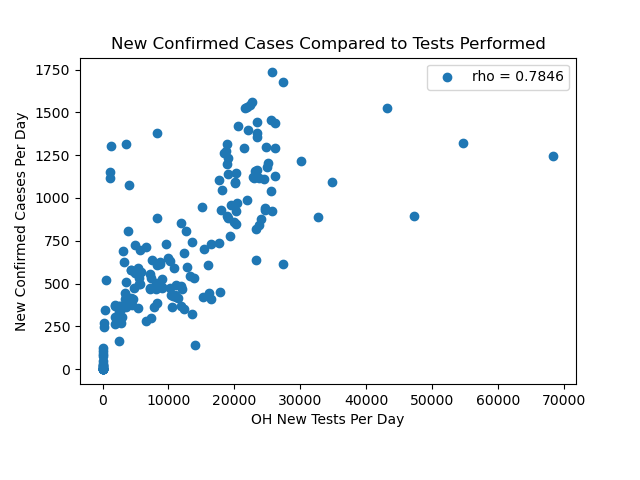 New Confirmed Cases Compared to Tests Performed
rho = 0.7846
New Confirmed Caeses Per Day
1750
1500
1250
1000
750
500
250
0
0 10000 20000 30000 40000 50000 60000 70000
OH New Tests Per Day